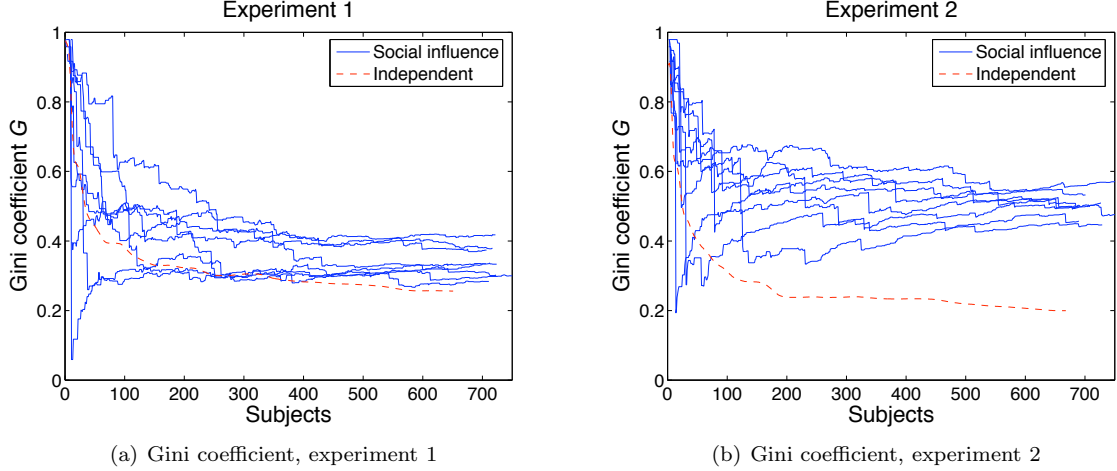 Experiment 1
Social influence
Independent
Gini coefficient G
1
0.8
0.6
0.4
0.2
0
0 100 200 300 400 500 600 700
Subjects
(a) Gini coefficient, experiment 1
Experiment 2
Social influence
Independent
Gini coefficient G
1
0.8
0.6
0.4
0.2
0
0 100 200 300 400 500 600 700
Subjects
(b) Gini coefficient, experiment 2